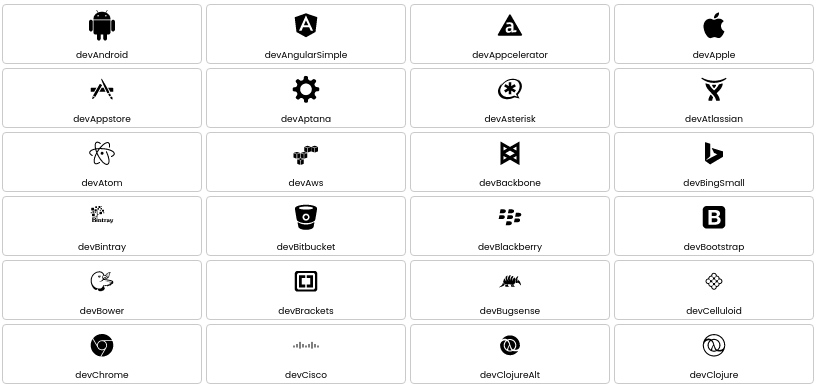 devAndroid
devAngularSimple
devAppcelerator
devApple
devAppstore
devAptana
devAsterisk
devAtlassian
devAtom
devAws
devBackbone
devBingSmall
Bintray
devBintray
devBitbucket
devBlackberry
B
devBootstrap
devBower
devBrackets
devBugsense
devCelluloid
devChrome
devCisco
devClojureAlt
devClojure